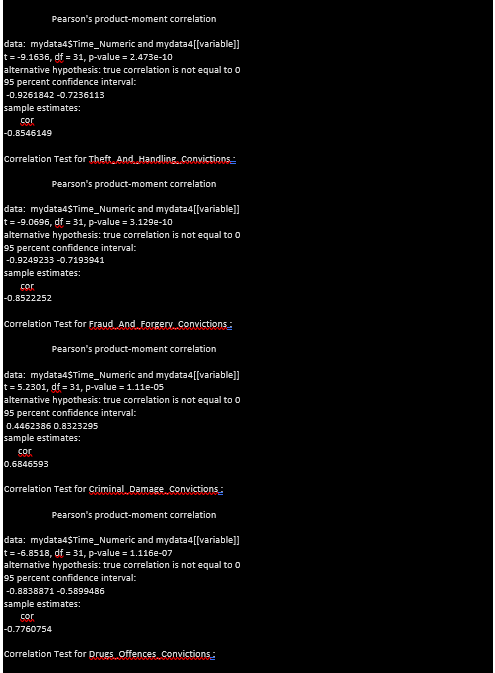 Pearson's product-moment correlation
data: mydata4$Time_Numeric and mydata4[[variable]]
t = -9.1636, df = 31, p-value = 2.473e-10
alternative hypothesis: true correlation is not equal to 0
95 percent confidence interval:
-0.9261842 -0.7236113
sample estimates:
cor
-0.8546149
Correlation Test for Theft_And_Handling_Convictions :
Pearson's product-moment correlation
data: mydata4$Time_Numeric and mydata4[[variable]]
t = -9.0696, df = 31, p-value = 3.129e-10
alternative hypothesis: true correlation is not equal to 0
95 percent confidence interval:
-0.9249233 -0.7193941
sample estimates:
cor
-0.8522252
Correlation Test for Fraud_And_Forgery_Convictions :
Pearson's product-moment correlation
data: mydata4$Time_Numeric and mydata4[[variable]]
t = 5.2301, df = 31, p-value = 1.11e-05
alternative hypothesis: true correlation is not equal to 0
95 percent confidence interval:
0.4462386 0.8323295
sample estimates:
cor
0.6846593
Correlation Test for Criminal_Damage_Convictions :
Pearson's product-moment correlation
data: mydata4$Time_Numeric and mydata4[[variable]]
t = -6.8518, df = 31, p-value = 1.116e-07
alternative hypothesis: true correlation is not equal to 0
95 percent confidence interval:
-0.8838871 -0.5899486
sample estimates:
cor
-0.7760754
Correlation Test for Drugs_Offences_Convictions :